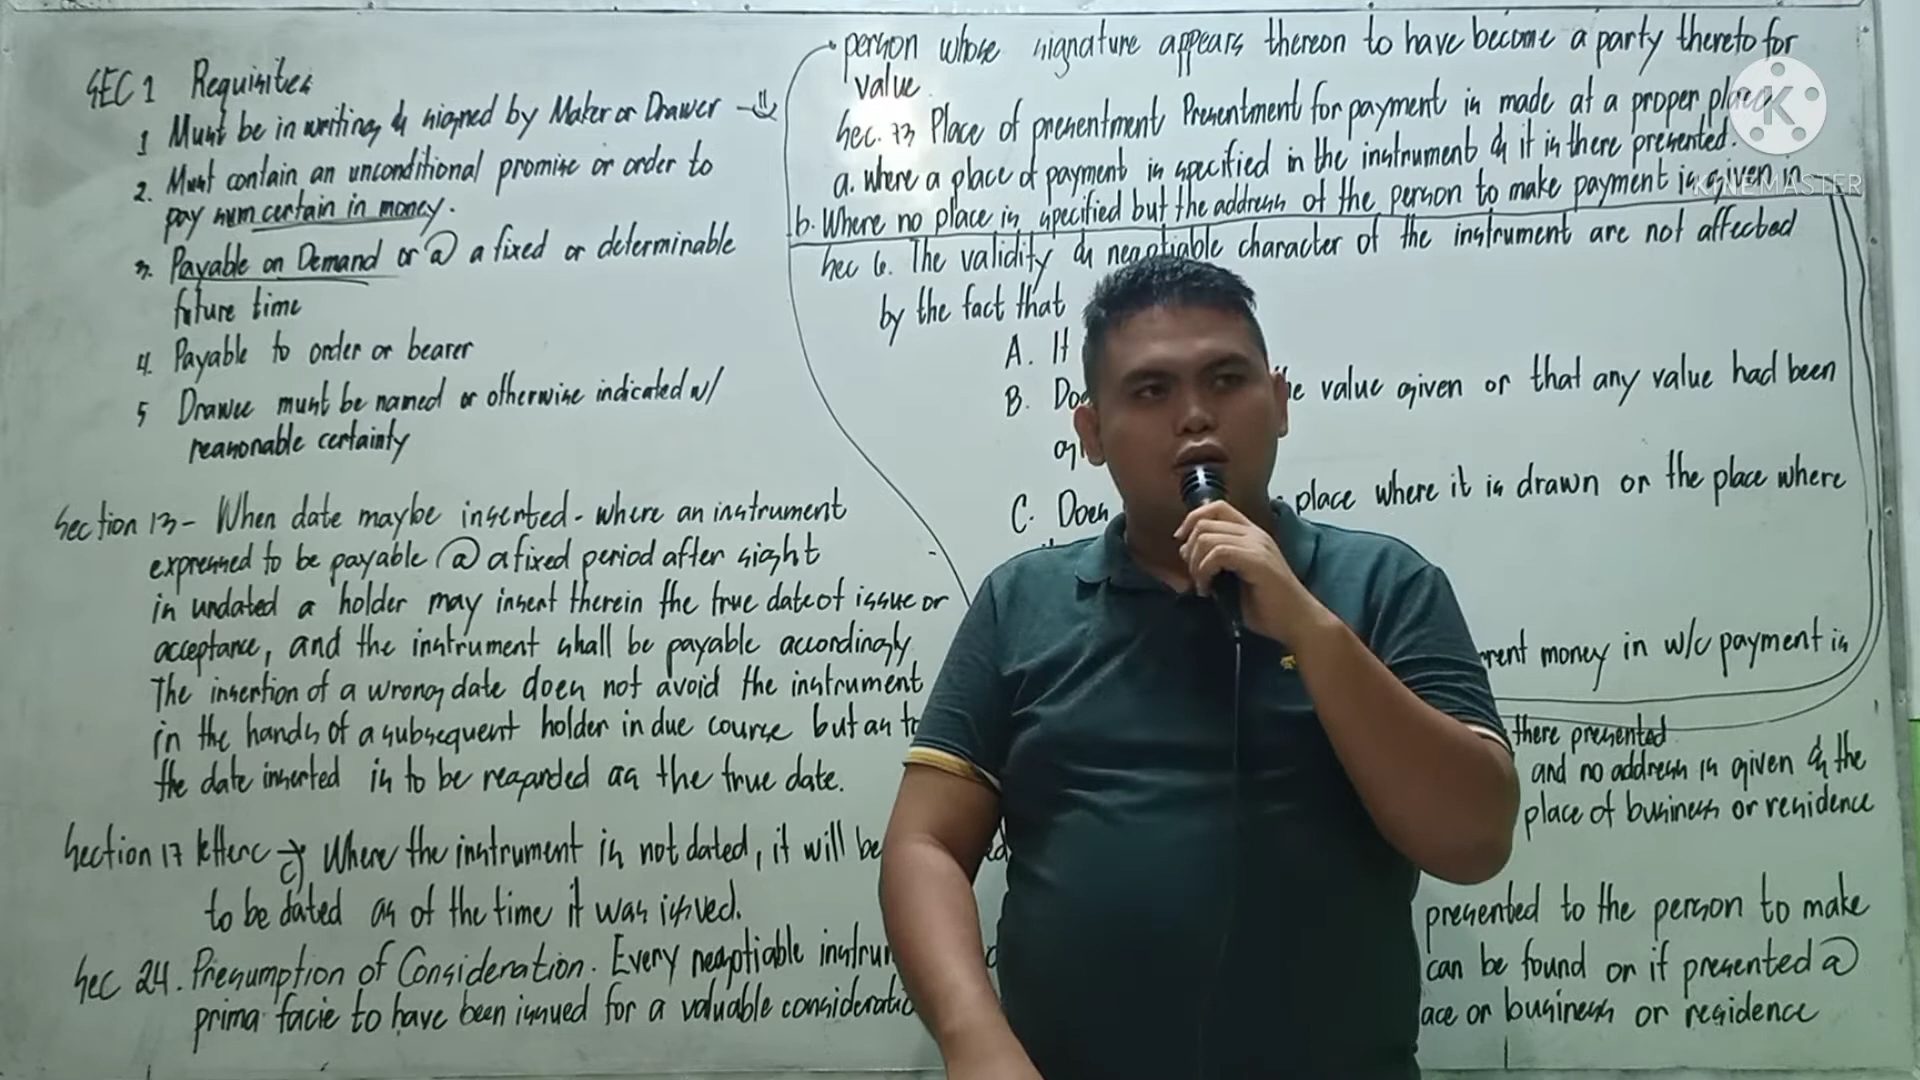 SEC 1 Requisites
1 Must be in writing & signed by Maker or Drawer
2. Must contain an unconditional promise or order to
pay sum certain in money.
3. Payable on Demand or @ a fixed or determinable
future time
4. Payable to order or bearer
5 Drawee must be named or otherwise indicated w/
reasonable certainty
Section 13 - When date maybe inserted - where an instrument
expressed to be payable @ a fixed period after sight
is undated a holder may insert therein the true date of issue or
acceptance, and the instrument shall be payable accordingly
The insertion of a wrong date does not avoid the instrument
in the hands of a subsequent holder in due course but as to
the date inserted is to be regarded as the true date.
Section 17 letter c) Where the instrument is not dated, it will be
to be dated as of the time it was issued.
Sec 24. Presumption of Consideration. Every negotiable
prima facie to have been issued for a valuable
person whose signature appears thereon to have become a party thereto for
value
Sec. 73 Place of presentment Presentment for payment is made at a proper place
a. where a place of payment is specified in the instrument & it is there presented.
b. Where no place is specified but the address of the person to make payment is given in
Sec 6. The validity & negotiable character of the instrument are not affected
by the fact that
A. It
B. value given or that any value had been
C. Does place where it is drawn or the place where
money in w/c payment is
there presented
and no address is given & the
place of business or residence
presented to the person to make
can be found or if presented @
or business or residence
KINEMASTER